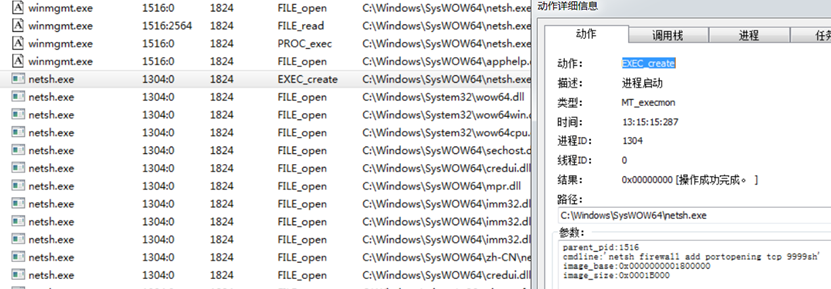 winmgmt.exe 1516:0 1824 FILE_open C:\Windows\SysWOW64\netsh.exe
winmgmt.exe 1516:2564 1824 FILE_read C:\Windows\SysWOW64\netsh.exe
winmgmt.exe 1516:0 1824 PROC_exec C:\Windows\SysWOW64\netsh.exe
winmgmt.exe 1516:0 1824 FILE_open C:\Windows\SysWOW64\apphelp.d
netsh.exe 1304:0 1824 EXEC_create C:\Windows\SysWOW64\netsh.exe
netsh.exe 1304:0 1824 FILE_open C:\Windows\System32\wow64.dll
netsh.exe 1304:0 1824 FILE_open C:\Windows\System32\wow64win.
netsh.exe 1304:0 1824 FILE_open C:\Windows\System32\wow64cpu.
netsh.exe 1304:0 1824 FILE_open C:\Windows\SysWOW64\sechost.d
netsh.exe 1304:0 1824 FILE_open C:\Windows\SysWOW64\credui.dll
netsh.exe 1304:0 1824 FILE_open C:\Windows\SysWOW64\mpr.dll
netsh.exe 1304:0 1824 FILE_open C:\Windows\SysWOW64\imm32.dll
netsh.exe 1304:0 1824 FILE_open C:\Windows\SysWOW64\imm32.dll
netsh.exe 1304:0 1824 FILE_open C:\Windows\SysWOW64\imm32.dll
netsh.exe 1304:0 1824 FILE_open C:\Windows\SysWOW64\zh-CN\ne
netsh.exe 1304:0 1824 FILE_open C:\Windows\SysWOW64\credui.dll
动作详细信息
动作 调用栈 进程 任务
动作: EXEC_create
描述: 进程启动
类型: MT_execmon
时间: 13:15:15:287
进程ID: 1304
线程ID: 0
结果: 0x00000000 [操作成功完成。 ]
路径:
C:\Windows\SysWOW64\netsh.exe
参数:
parent_pid:1516
cmdline:'netsh firewall add portopening tcp 9999sh'
image_base:0x0000000001800000
image_size:0x0001B000